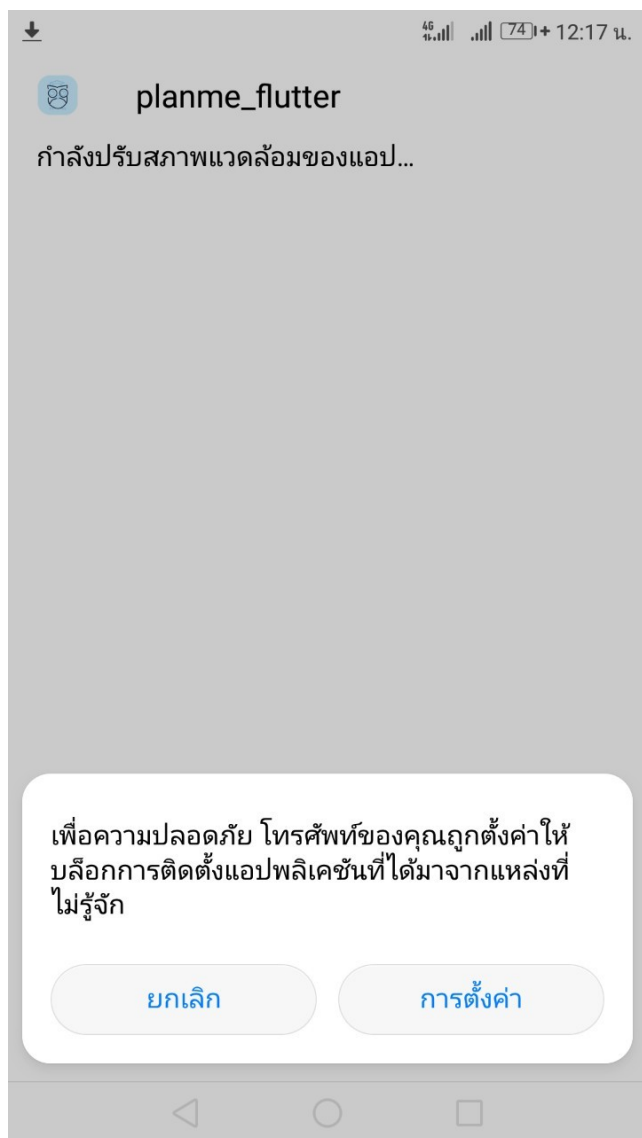 4G 74 12:17 น.
planme_flutter
กำลังปรับสภาพแวดล้อมของแอป...
เพื่อความปลอดภัย โทรศัพท์ของคุณถูกตั้งค่าให้
บล็อกการติดตั้งแอปพลิเคชันที่ได้มาจากแหล่งที่
ไม่รู้จัก
ยกเลิก
การตั้งค่า